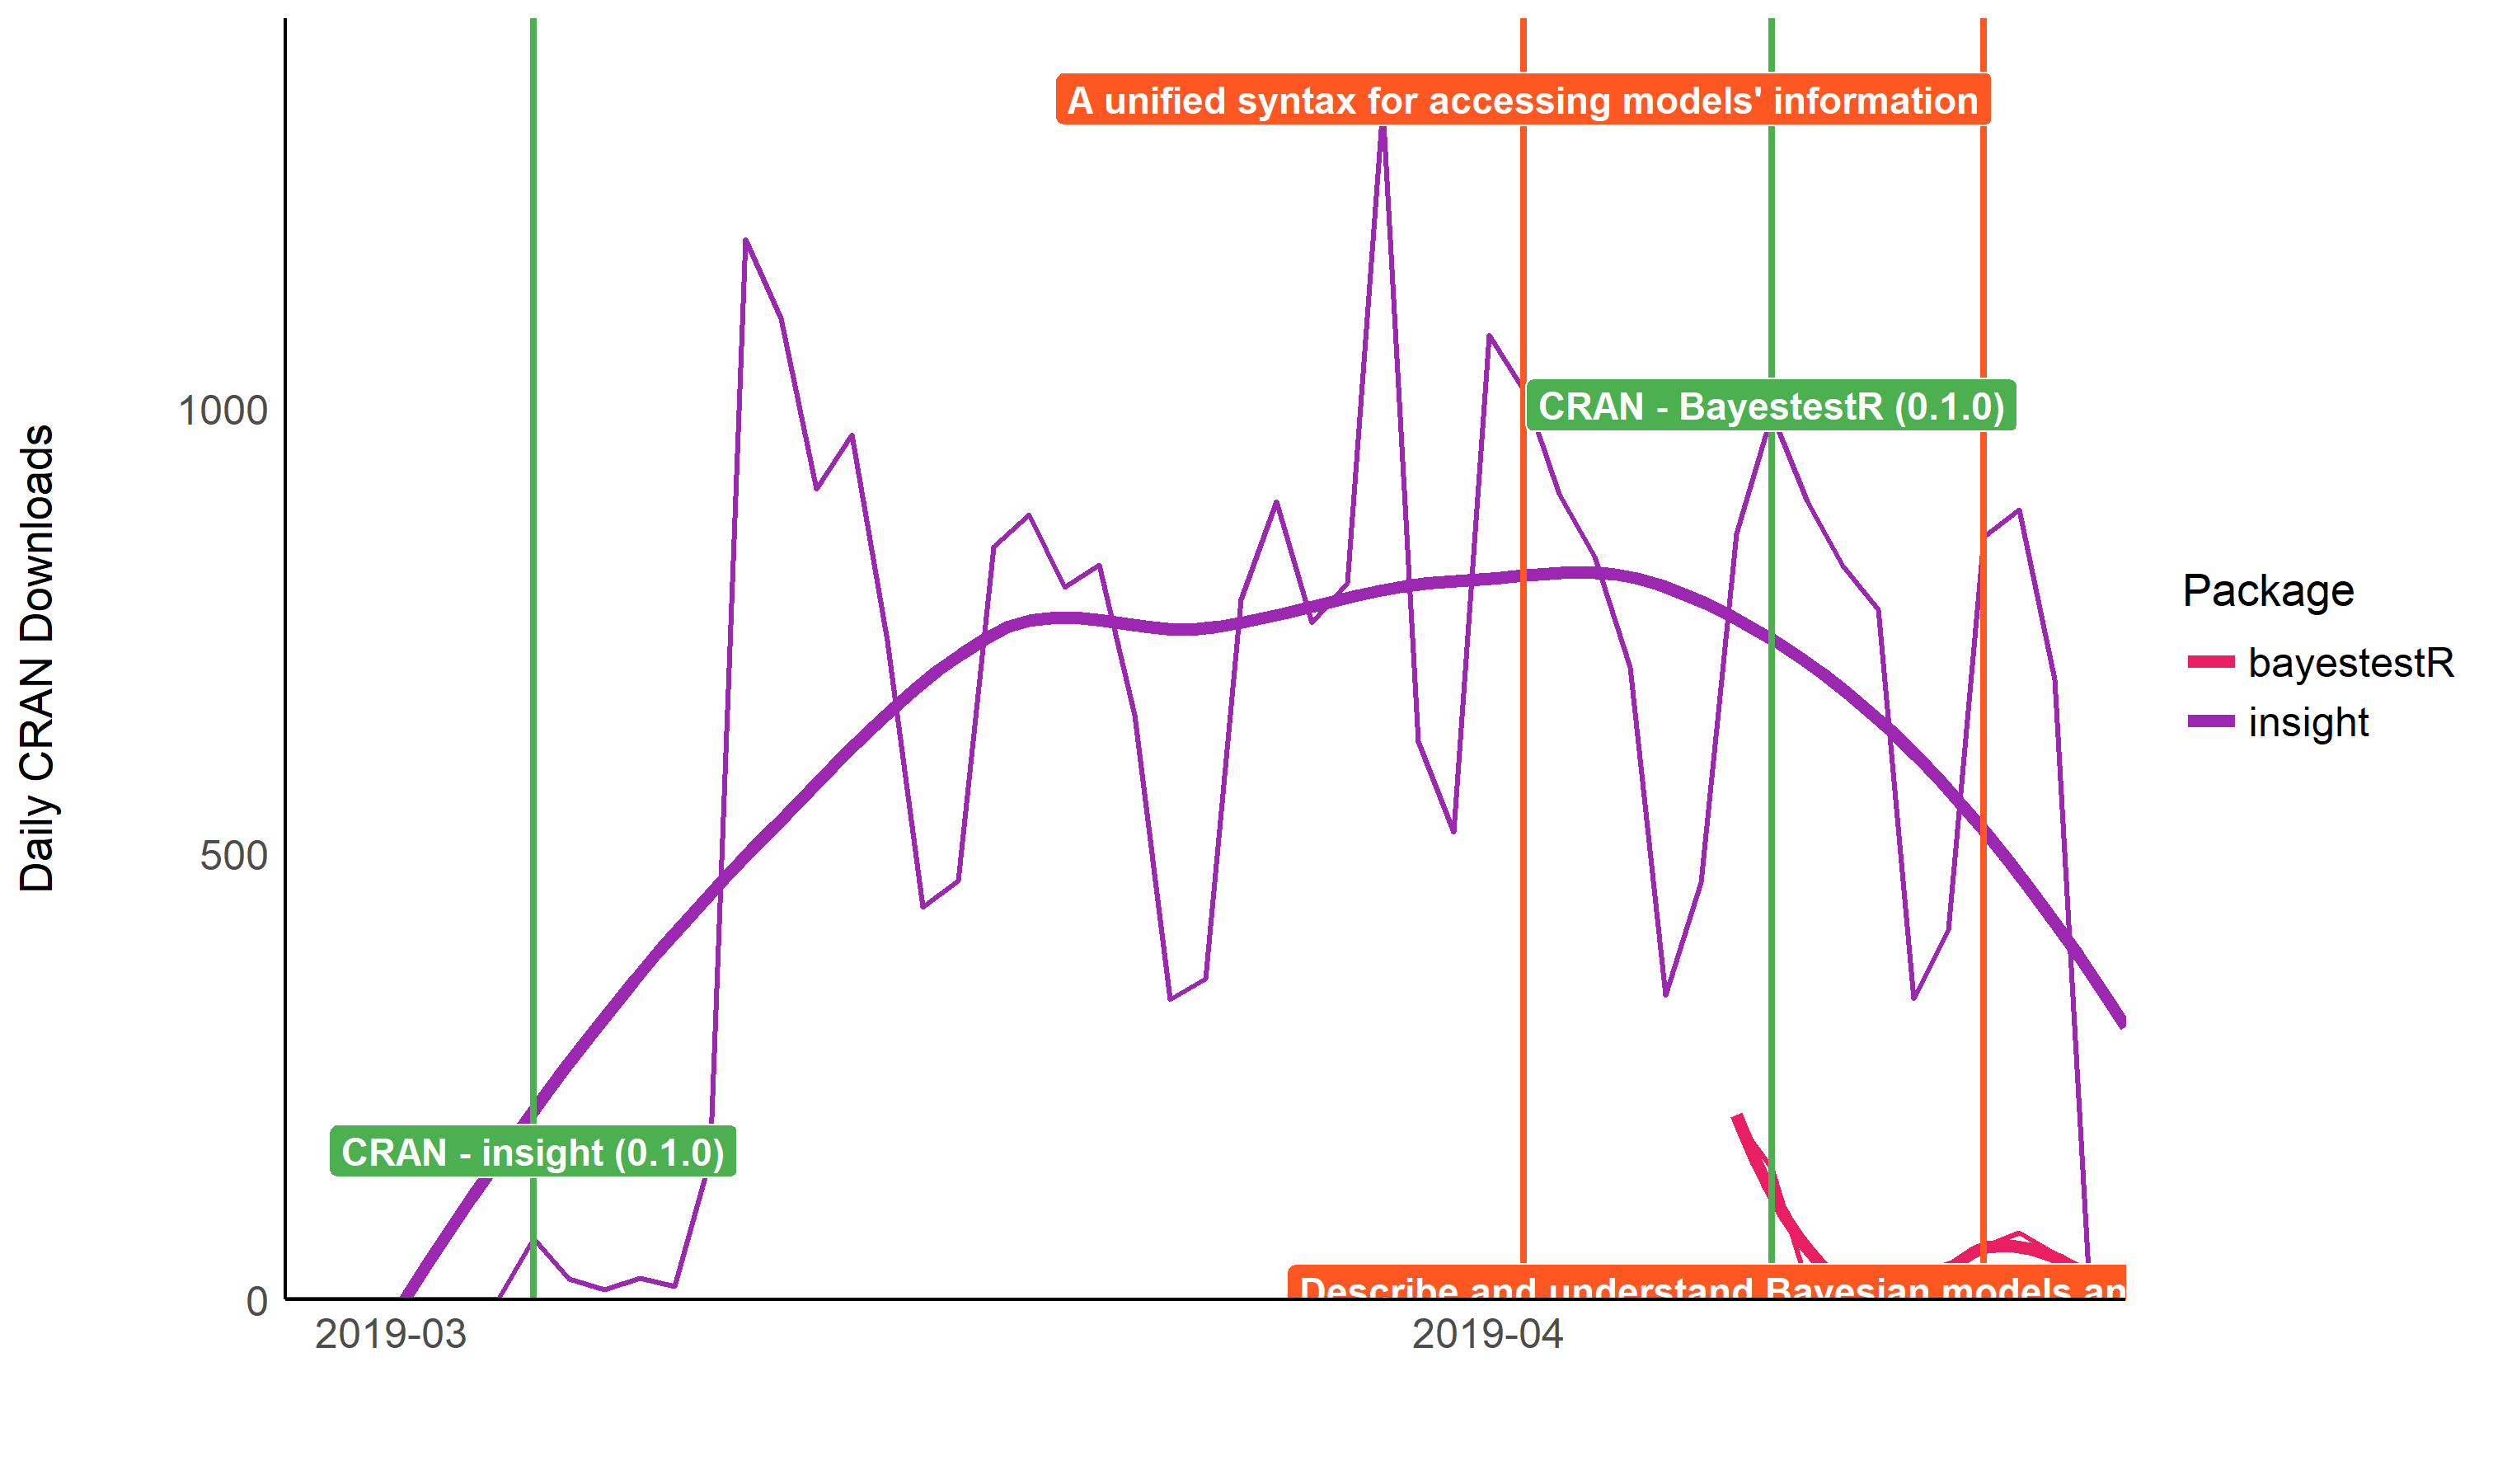 A unified syntax for accessing models' information
CRAN - BayestestR (0.1.0)
CRAN - insight (0.1.0)
Describe and understand Bayesian models an
Daily CRAN Downloads
1000
500
0
2019-03
2019-04
Package
bayestestR
insight